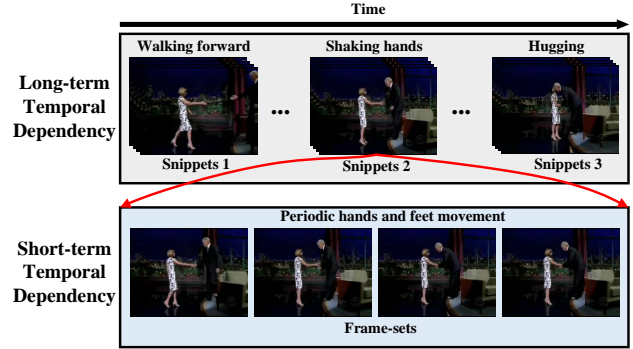 Time
Walking forward
Shaking hands
Hugging
Long-term
Temporal
Dependency
...
...
Snippets 1
Snippets 2
Snippets 3
Periodic hands and feet movement
Short-term
Temporal
Dependency
Frame-sets